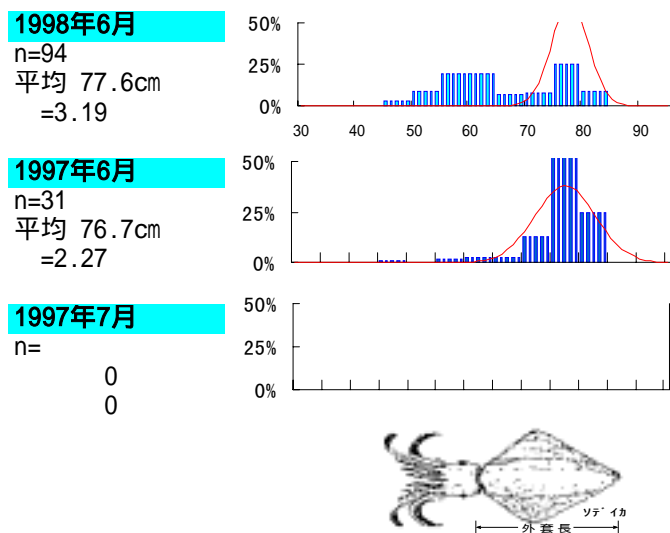 1998年6月
n=94
平均 77.6cm
=3.19
50%
25%
0%
30 40 50 60 70 80 90
1997年6月
n=31
平均 76.7cm
=2.27
50%
25%
0%
1997年7月
n=
0
0
50%
25%
0%
ソデイカ
外套長